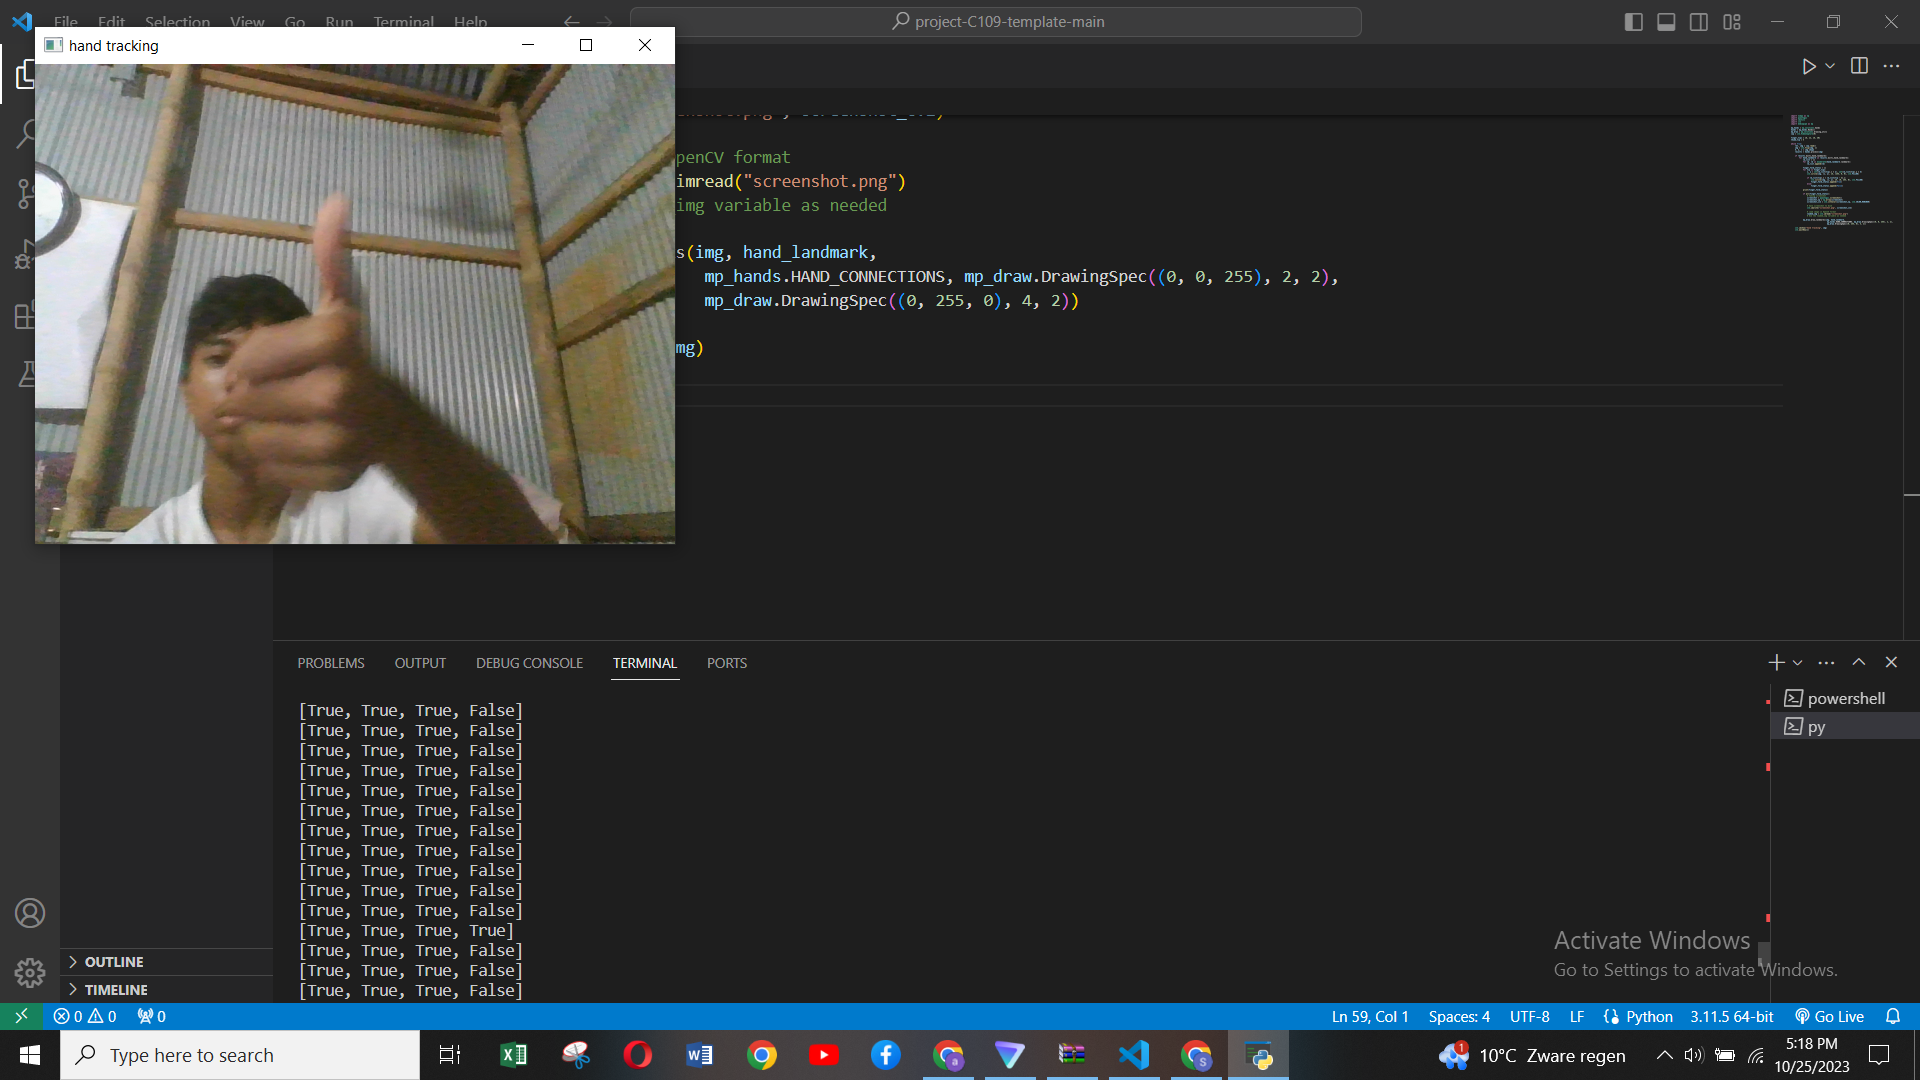 File Edit Selection View Go Run Terminal Help
project-C109-template-main
hand tracking
penCV format
imread("screenshot.png")
img variable as needed
s(img, hand_landmark,
mp_hands.HAND_CONNECTIONS, mp_draw.DrawingSpec((0, 0, 255), 2, 2),
mp_draw.DrawingSpec((0, 255, 0), 4, 2))
mg)
PROBLEMS OUTPUT DEBUG CONSOLE TERMINAL PORTS
powershell
py
[True, True, True, False]
[True, True, True, False]
[True, True, True, False]
[True, True, True, False]
[True, True, True, False]
[True, True, True, False]
[True, True, True, False]
[True, True, True, False]
[True, True, True, False]
[True, True, True, False]
[True, True, True, False]
[True, True, True, True]
[True, True, True, False]
[True, True, True, False]
[True, True, True, False]
OUTLINE
TIMELINE
Activate Windows
Go to Settings to activate Windows.
0 0 0
Ln 59, Col 1 Spaces: 4 UTF-8 LF Python 3.11.5 64-bit Go Live
Type here to search
1
10°C Zware regen
5:18 PM
10/25/2023